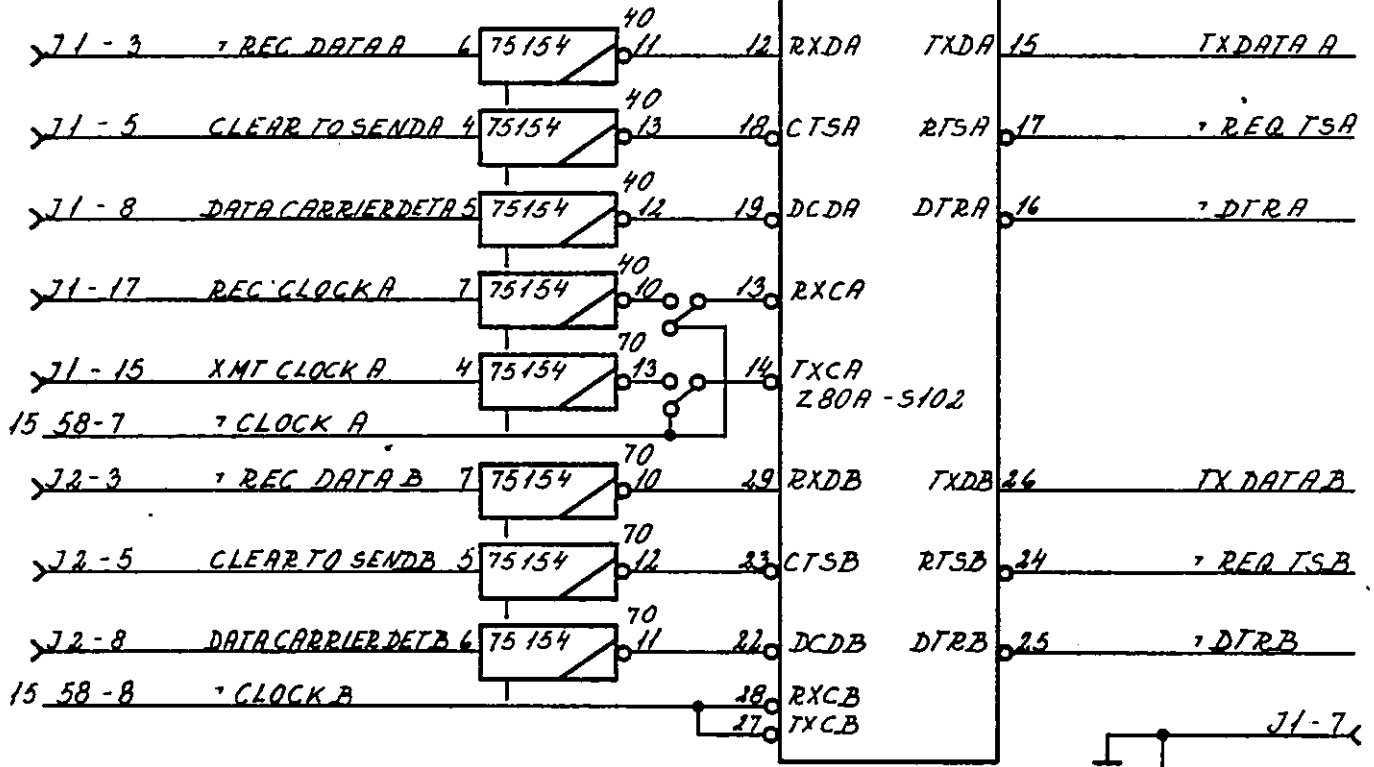 40
J1-3 ¬ REC DATA A 6 75154 11 12 RXDA TXDA 15 TX DATA A
40
J1-5 CLEAR TO SEND A 4 75154 13 18 CTSA RTSA 17 ¬ REQ TSA
40
J1-8 DATA CARRIER DET A 5 75154 12 19 DCDA DTRA 16 ¬ DTRA
40
J1-17 REC CLOCK A 7 75154 10 13 RXCA
70
J1-15 XMT CLOCK A 4 75154 13 14 TXCA
Z80A-S102
15 58-7 ¬ CLOCK A
70
J2-3 ¬ REC DATA B 7 75154 10 29 RXDB TXDB 26 TX DATA B
70
J2-5 CLEAR TO SEND B 5 75154 12 23 CTSB RTSB 24 ¬ REQ TSB
70
J2-8 DATA CARRIER DET B 6 75154 11 22 DCDB DTRB 25 ¬ DTRB
15 58-8 ¬ CLOCK B 28 RXCB
27 TXCB
J1-7